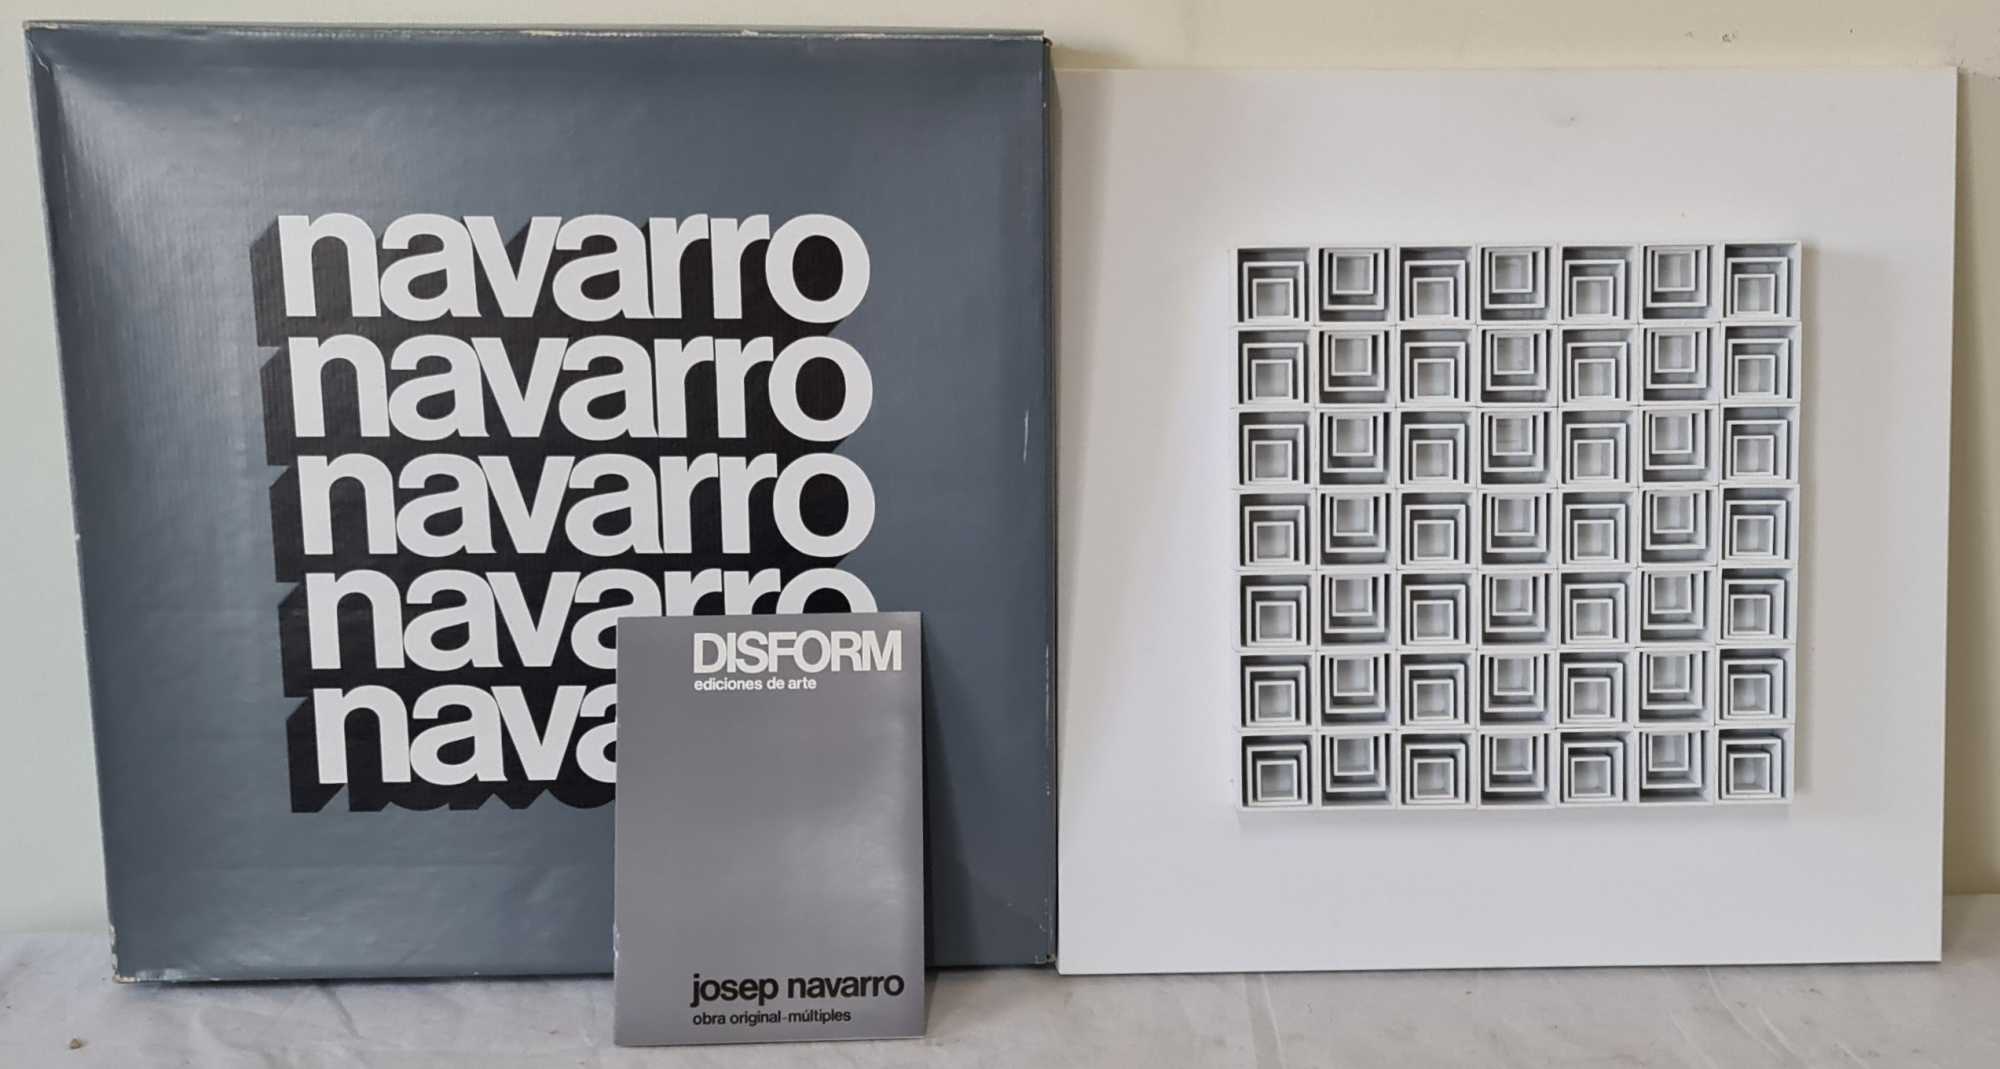 navarro
navarro
navarro
navarro
nava
DISFORM
ediciones de arte
josep navarro
obra original-múltiples